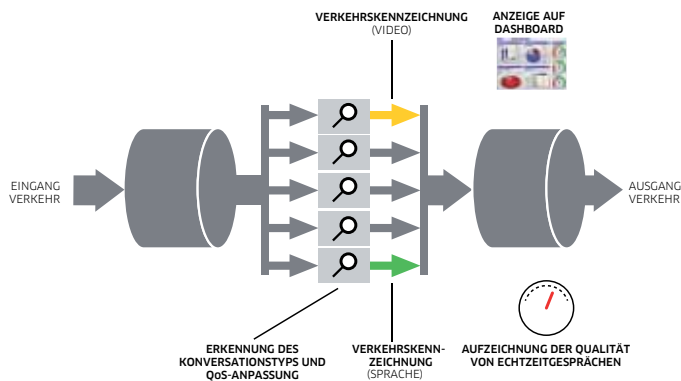 VERKEHRSKENNZEICHNUNG
(VIDEO)
ANZEIGE AUF
DASHBOARD
EINGANG
VERKEHR
AUSGANG
VERKEHR
ERKENNUNG DES
KONVERSATIONSTYPS UND
QoS-ANPASSUNG
VERKEHRSKENN-
ZEICHNUNG
(SPRACHE)
AUFZEICHNUNG DER QUALITÄT
VON ECHTZEITGESPRÄCHEN